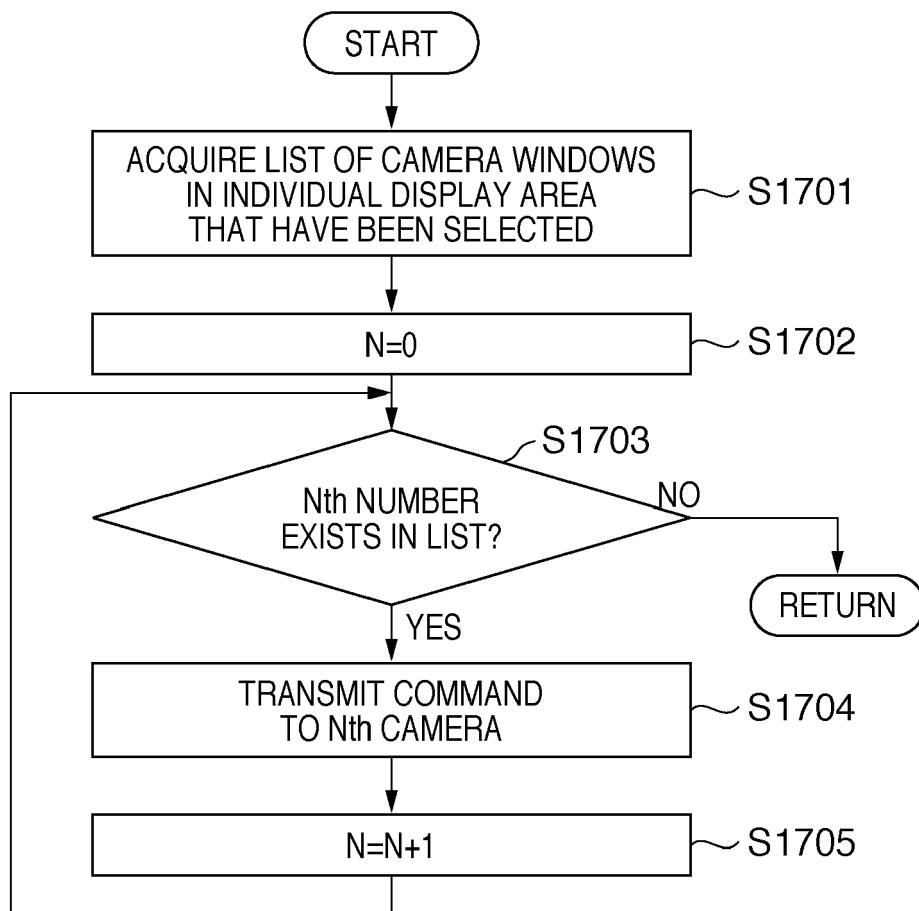 START
ACQUIRE LIST OF CAMERA WINDOWS
IN INDIVIDUAL DISPLAY AREA
THAT HAVE BEEN SELECTED
S1701
N=0
S1702
S1703
Nth NUMBER
EXISTS IN LIST?
NO
RETURN
YES
TRANSMIT COMMAND
TO Nth CAMERA
S1704
N=N+1
S1705